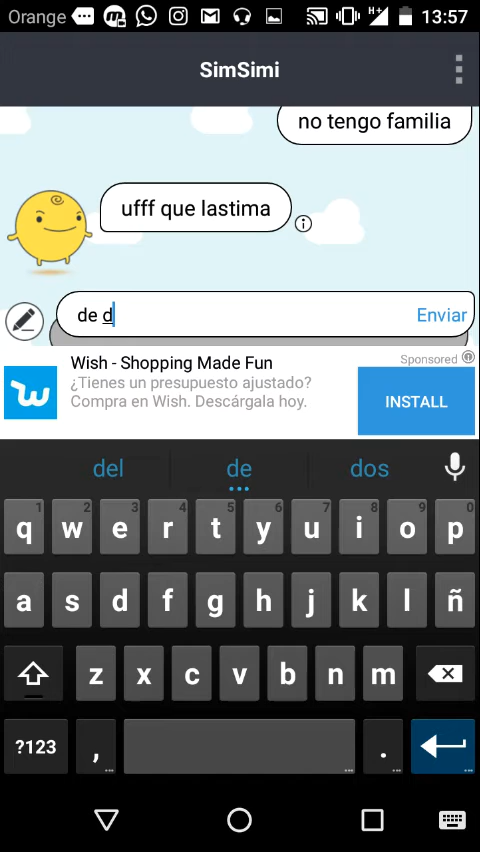 Orange
H+
13:57
SimSimi
no tengo familia
ufff que lastima
de d
Enviar
Wish - Shopping Made Fun
Sponsored
¿Tienes un presupuesto ajustado?
Compra en Wish. Descárgala hoy.
INSTALL
del de dos
1 2 3 4 5 6 7 8 9 0
q w e r t y u i o p
a s d f g h j k l ñ
z x c v b n m
?123 , .